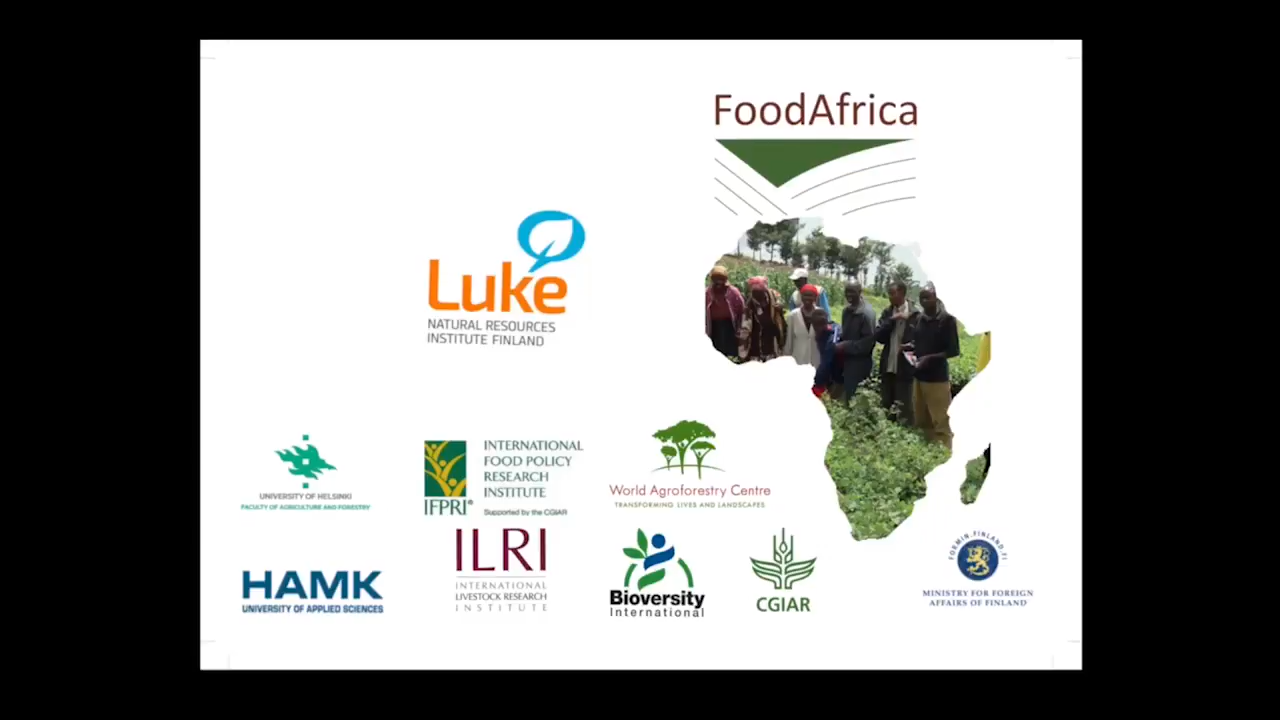 FoodAfrica
Luke
NATURAL RESOURCES
INSTITUTE FINLAND
UNIVERSITY OF HELSINKI
FACULTY OF AGRICULTURE AND FORESTRY
IFPRI®
INTERNATIONAL
FOOD POLICY
RESEARCH
INSTITUTE
Supported by the CGIAR
World Agroforestry Centre
TRANSFORMING LIVES AND LANDSCAPES
HAMK
UNIVERSITY OF APPLIED SCIENCES
ILRI
INTERNATIONAL
LIVESTOCK RESEARCH
INSTITUTE
Bioversity
International
CGIAR
FORMIN.FINLAND.FI
MINISTRY FOR FOREIGN
AFFAIRS OF FINLAND